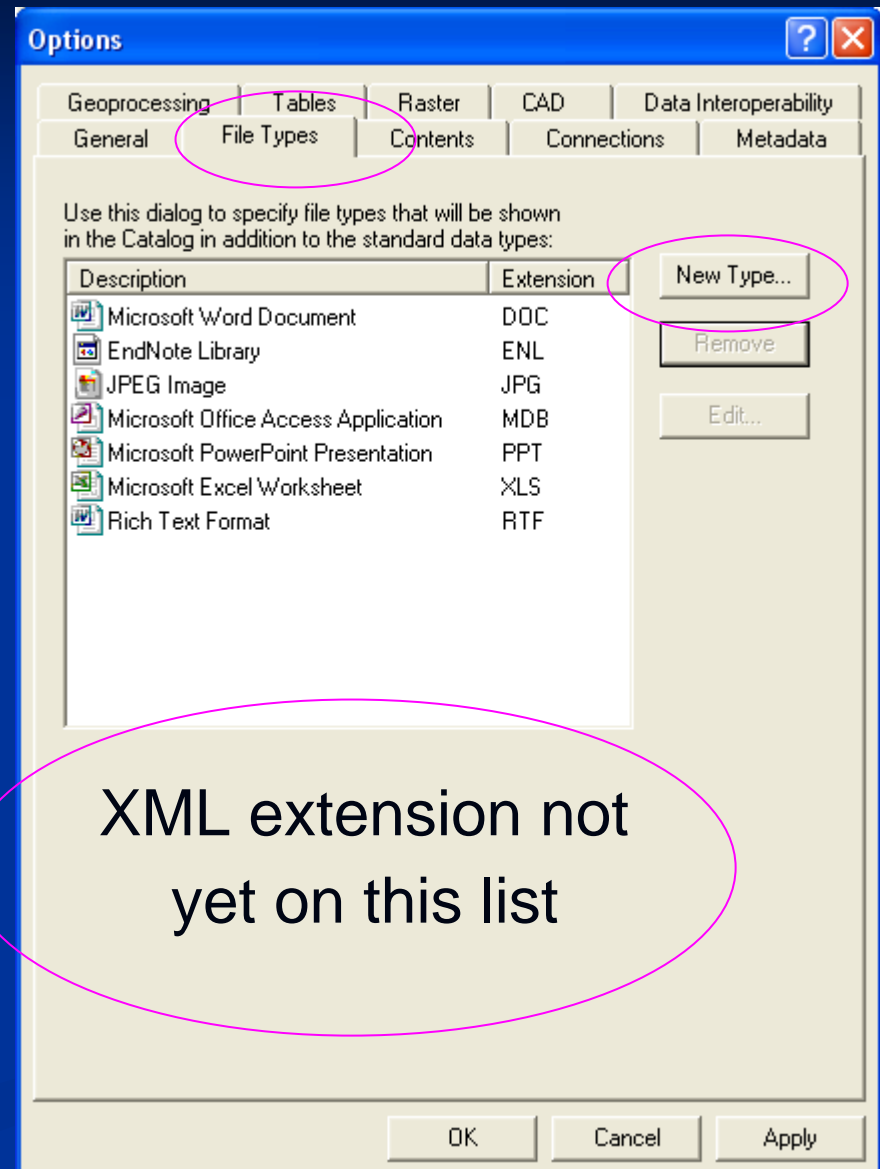 Options
Geoprocessing Tables Raster CAD Data Interoperability
General File Types Contents Connections Metadata
Use this dialog to specify file types that will be shown
in the Catalog in addition to the standard data types:
Description Extension New Type...
Microsoft Word Document DOC
EndNote Library ENL Remove
JPEG Image JPG
Microsoft Office Access Application MDB Edit...
Microsoft PowerPoint Presentation PPT
Microsoft Excel Worksheet XLS
Rich Text Format RTF
XML extension not
yet on this list
OK Cancel Apply